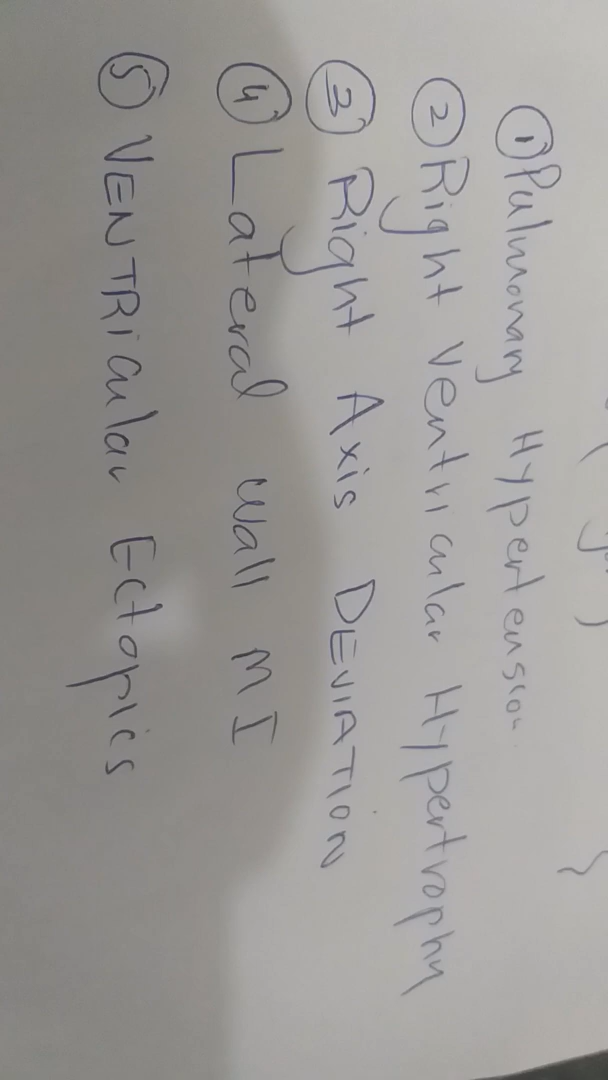 ① Pulmonary Hypertension
② Right Ventricular Hypertrophy
③ Right Axis DEVIATION
④ Lateral Wall MI
⑤ VENTRicular Ectopics